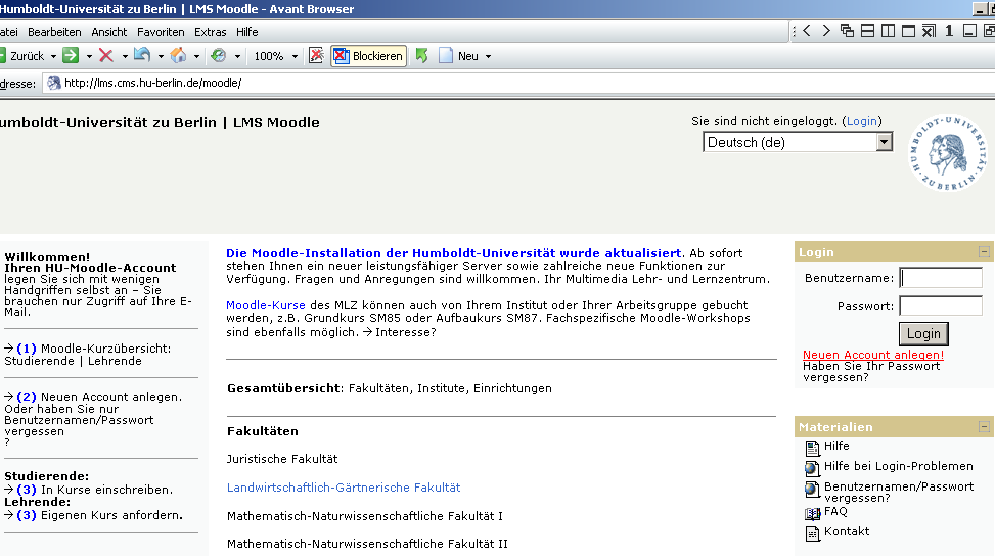 Humboldt-Universität zu Berlin | LMS Moodle - Avant Browser
atei Bearbeiten Ansicht Favoriten Extras Hilfe
1
Zurück 100% Blockieren Neu
dresse: http://lms.cms.hu-berlin.de/moodle/
umboldt-Universität zu Berlin | LMS Moodle
Sie sind nicht eingeloggt. (Login)
Deutsch (de)
HUMBOLDT-UNIVERSITÄT
ZU BERLIN
Willkommen!
Ihren HU-Moodle-Account
legen Sie sich mit wenigen
Handgriffen selbst an – Sie
brauchen nur Zugriff auf Ihre E-
Mail.
→ (1) Moodle-Kurzübersicht:
Studierende | Lehrende
→ (2) Neuen Account anlegen.
Oder haben Sie nur
Benutzernamen/Passwort
vergessen
?
Studierende:
→ (3) In Kurse einschreiben.
Lehrende:
→ (3) Eigenen Kurs anfordern.
Die Moodle-Installation der Humboldt-Universität wurde aktualisiert. Ab sofort
stehen Ihnen ein neuer leistungsfähiger Server sowie zahlreiche neue Funktionen zur
Verfügung. Fragen und Anregungen sind willkommen. Ihr Multimedia Lehr- und Lernzentrum.
Moodle-Kurse des MLZ können auch von Ihrem Institut oder Ihrer Arbeitsgruppe gebucht
werden, z.B. Grundkurs SM85 oder Aufbaukurs SM87. Fachspezifische Moodle-Workshops
sind ebenfalls möglich. → Interesse?
Gesamtübersicht: Fakultäten, Institute, Einrichtungen
Fakultäten
Juristische Fakultät
Landwirtschaftlich-Gärtnerische Fakultät
Mathematisch-Naturwissenschaftliche Fakultät I
Mathematisch-Naturwissenschaftliche Fakultät II
Login
Benutzername:
Passwort:
Login
Neuen Account anlegen!
Haben Sie Ihr Passwort
vergessen?
Materialien
Hilfe
Hilfe bei Login-Problemen
Benutzernamen/Passwort
vergessen?
FAQ
Kontakt